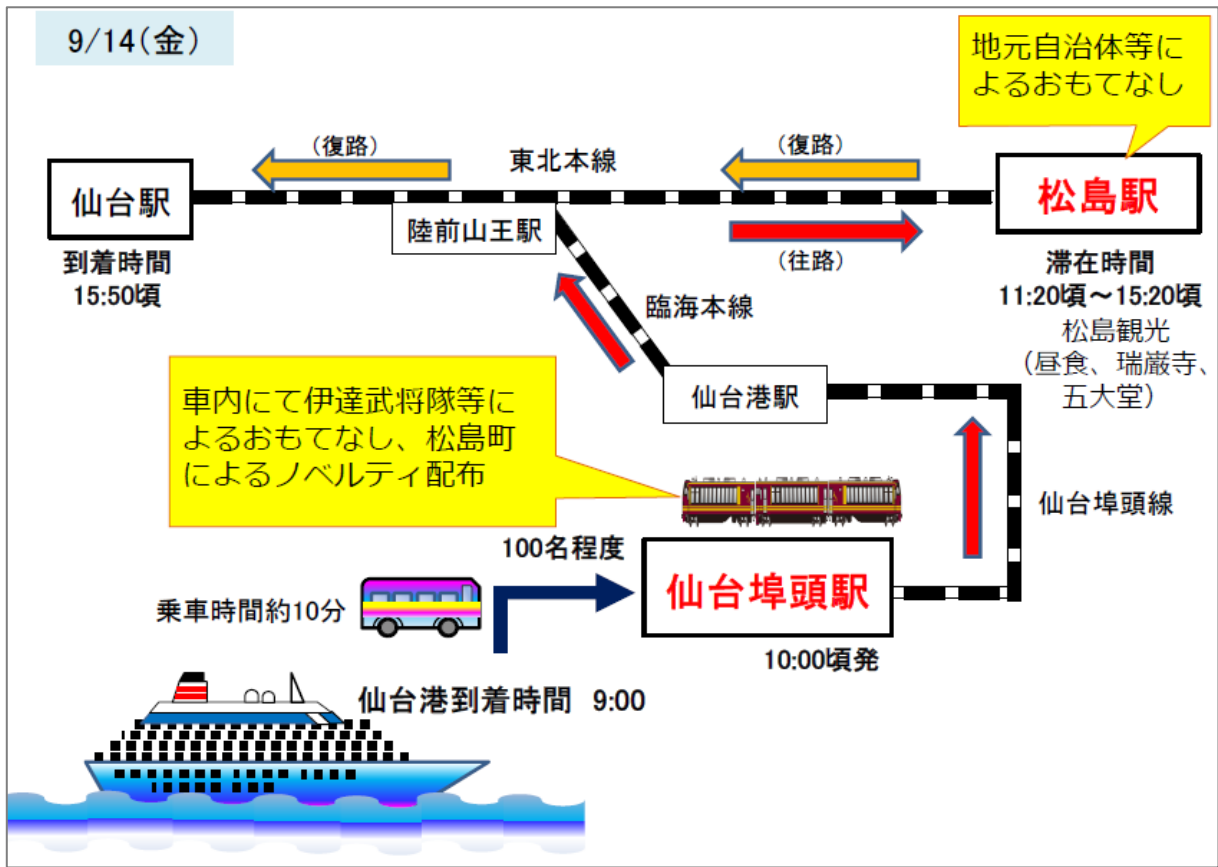 9/14(金)
地元自治体等に
よるおもてなし
(復路)
東北本線
(復路)
仙台駅
松島駅
陸前山王駅
到着時間
15:50頃
(往路)
滞在時間
11:20頃～15:20頃
松島観光
（昼食、瑞巌寺、
五大堂）
臨海本線
仙台港駅
車内にて伊達武将隊等に
よるおもてなし、松島町
によるノベルティ配布
仙台埠頭線
100名程度
仙台埠頭駅
乗車時間約10分
10:00頃発
仙台港到着時間 9:00